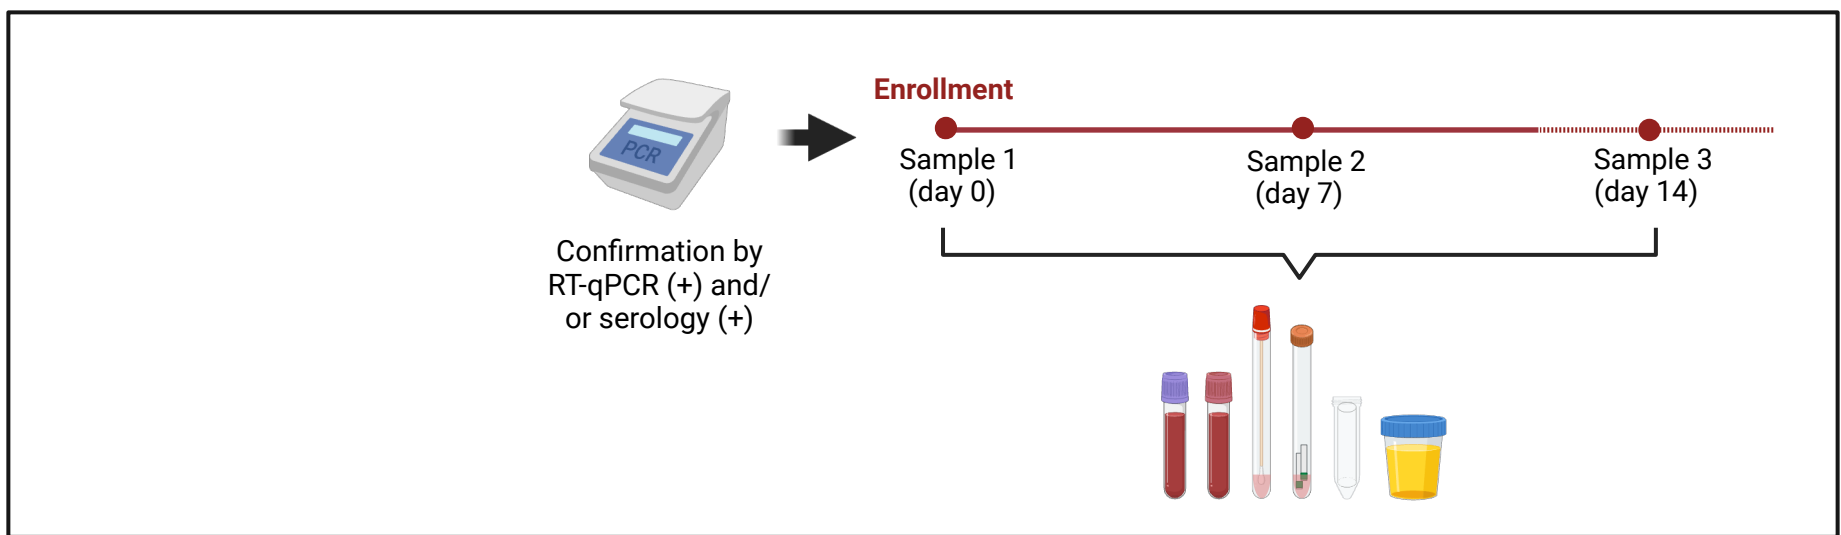 PCR
Confirmation by
RT-qPCR (+) and/
or serology (+)
Enrollment
Sample 1
(day 0)
Sample 2
(day 7)
Sample 3
(day 14)